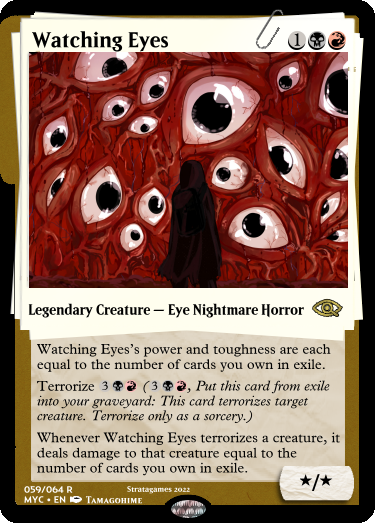 Watching Eyes 1
Legendary Creature — Eye Nightmare Horror
Watching Eyes's power and toughness are each
equal to the number of cards you own in exile.
Terrorize 3 ( 3 , Put this card from exile
into your graveyard: This card terrorizes target
creature. Terrorize only as a sorcery.)
Whenever Watching Eyes terrorizes a creature, it
deals damage to that creature equal to the
number of cards you own in exile.
★/★
059/064 R Stratagames 2022
MYC • EN Tamagohime